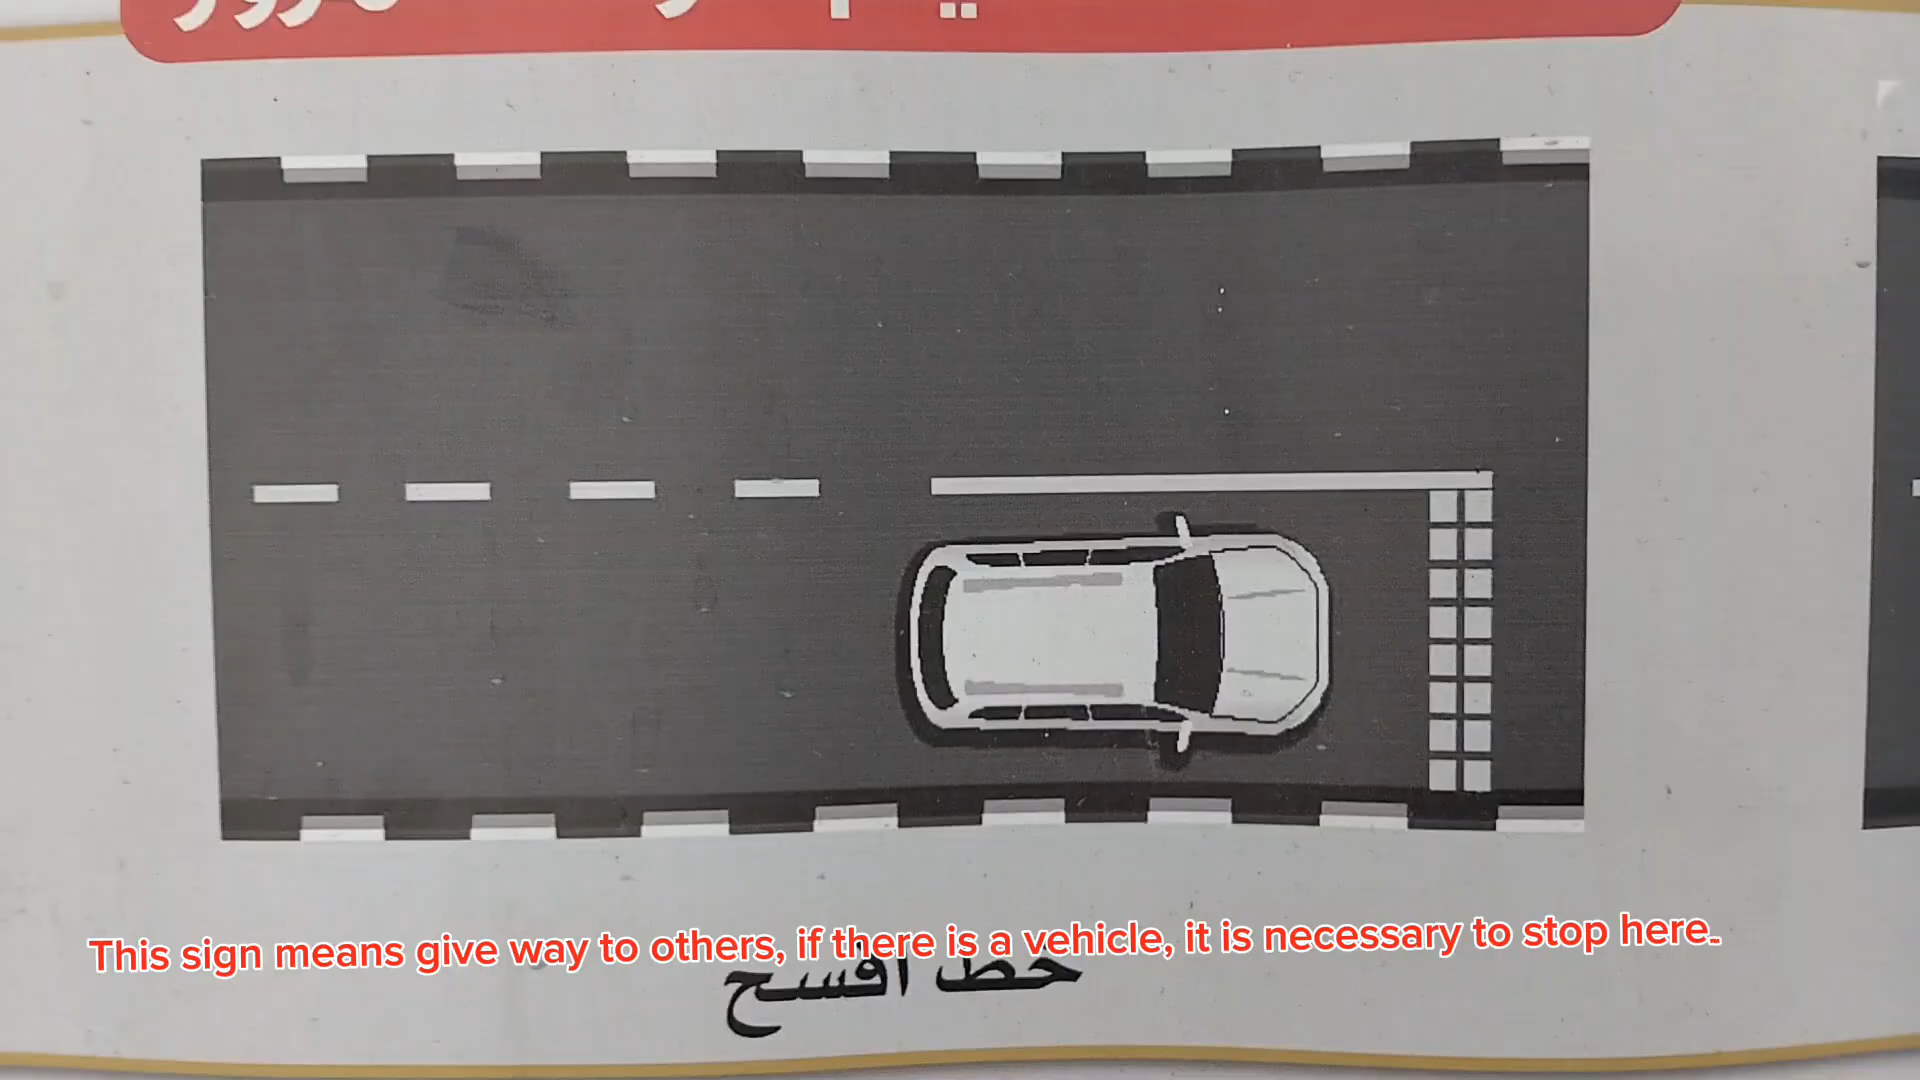 This sign means give way to others, if there is a vehicle, it is necessary to stop here.
خط افسح